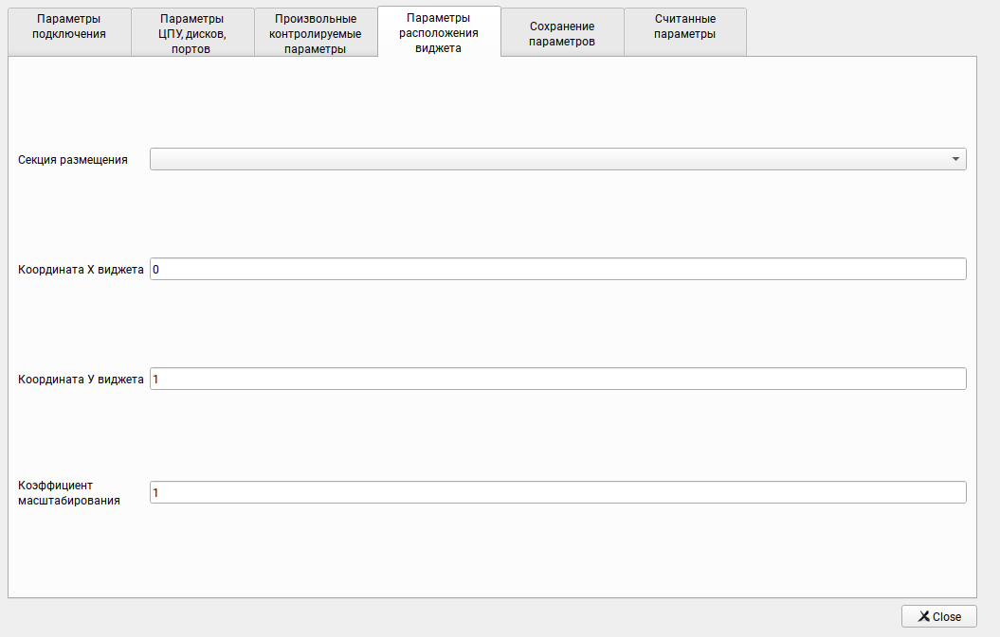 Параметры
подключения
Параметры
ЦПУ, дисков,
портов
Произвольные
контролируемые
параметры
Параметры
расположения
виджета
Сохранение
параметров
Считанные
параметры
Секция размещения
Координата X виджета 0
Координата У виджета 1
Коэффициент
масштабирования
1
Close